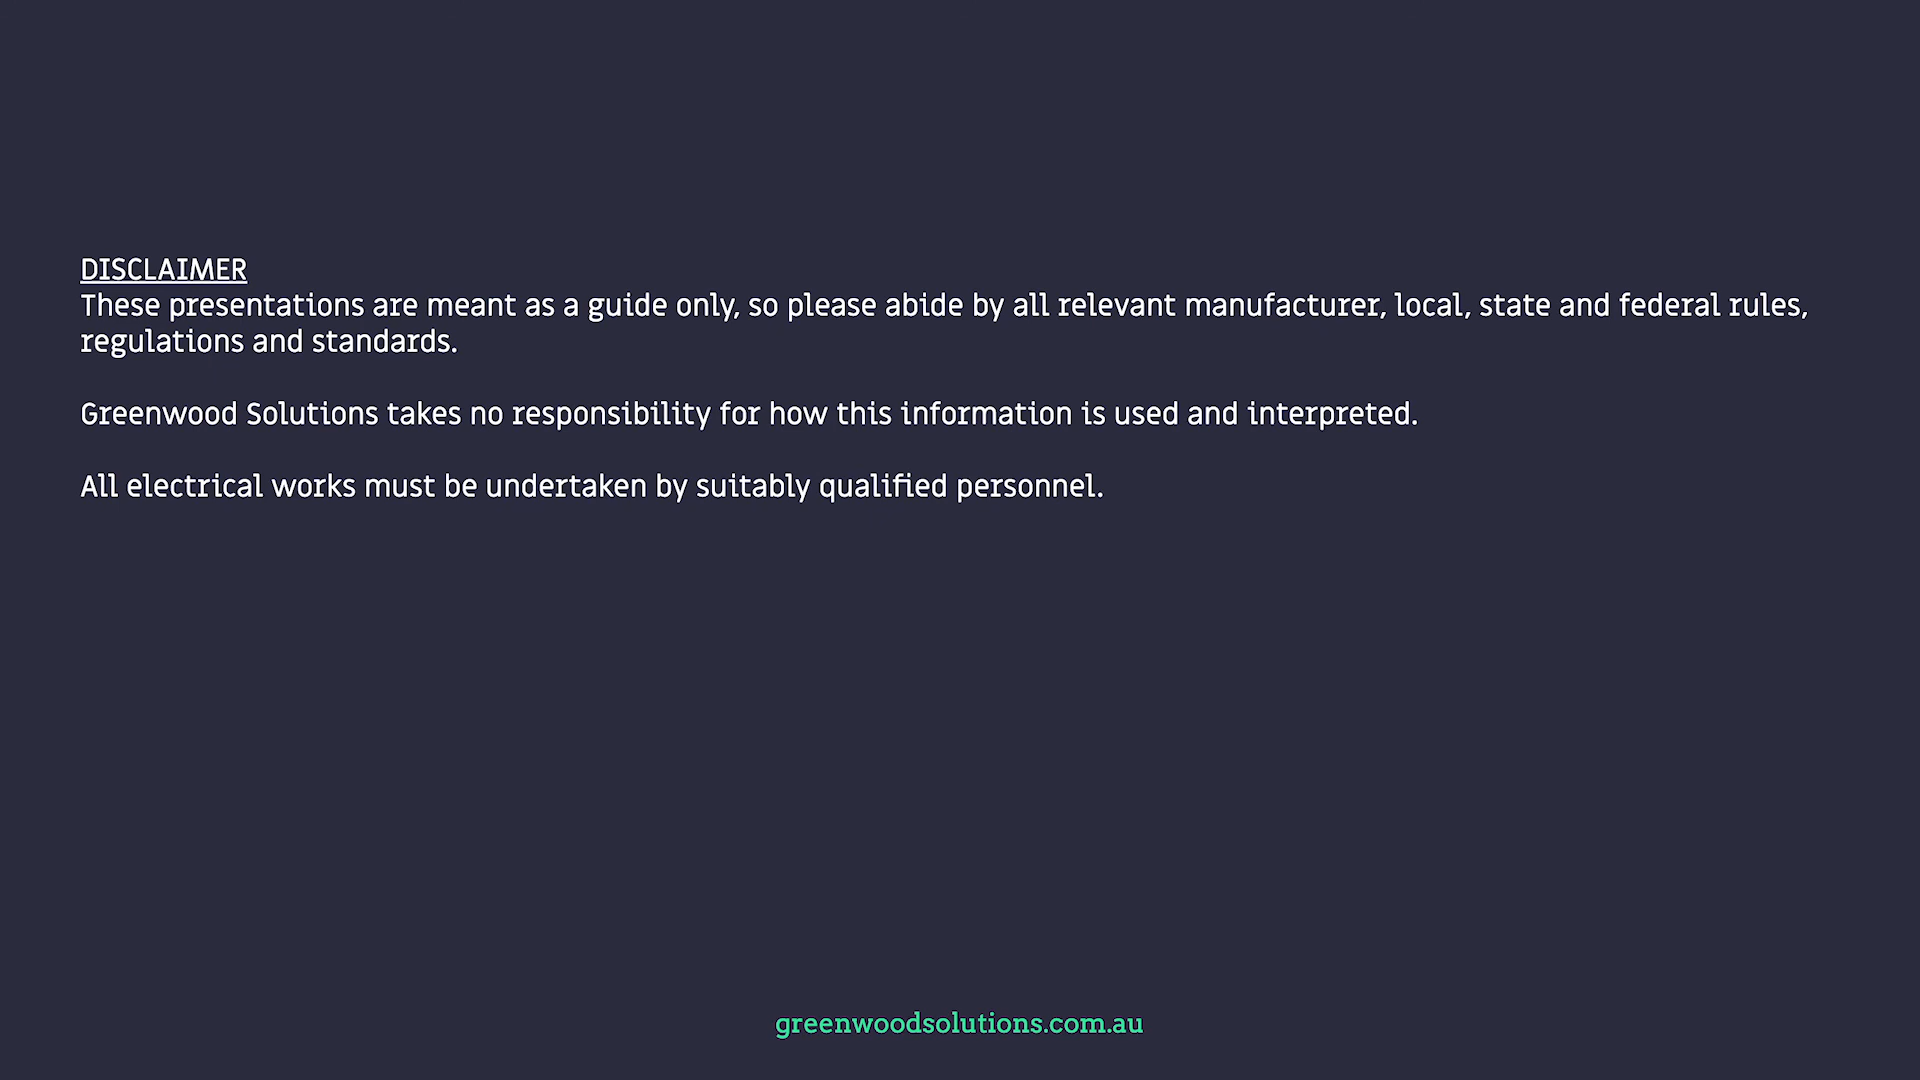 DISCLAIMER
These presentations are meant as a guide only, so please abide by all relevant manufacturer, local, state and federal rules,
regulations and standards.
Greenwood Solutions takes no responsibility for how this information is used and interpreted.
All electrical works must be undertaken by suitably qualified personnel.
greenwoodsolutions.com.au